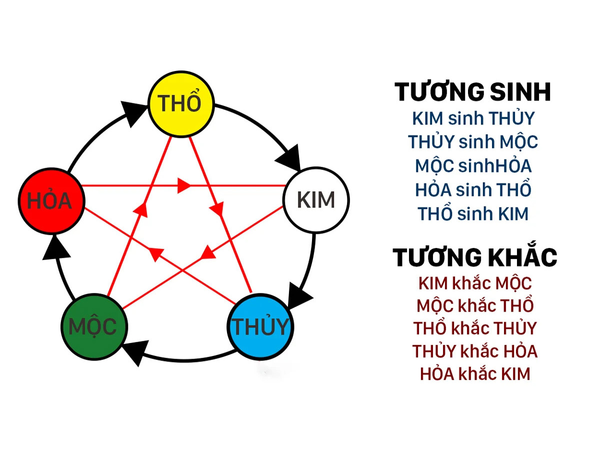 THỔ
HỎA
KIM
MỘC
THỦY
TƯƠNG SINH
KIM sinh THỦY
THỦY sinh MỘC
MỘC sinhHỎA
HỎA sinh THỔ
THỔ sinh KIM
TƯƠNG KHẮC
KIM khắc MỘC
MỘC khắc THỔ
THỔ khắc THỦY
THỦY khắc HỎA
HỎA khắc KIM